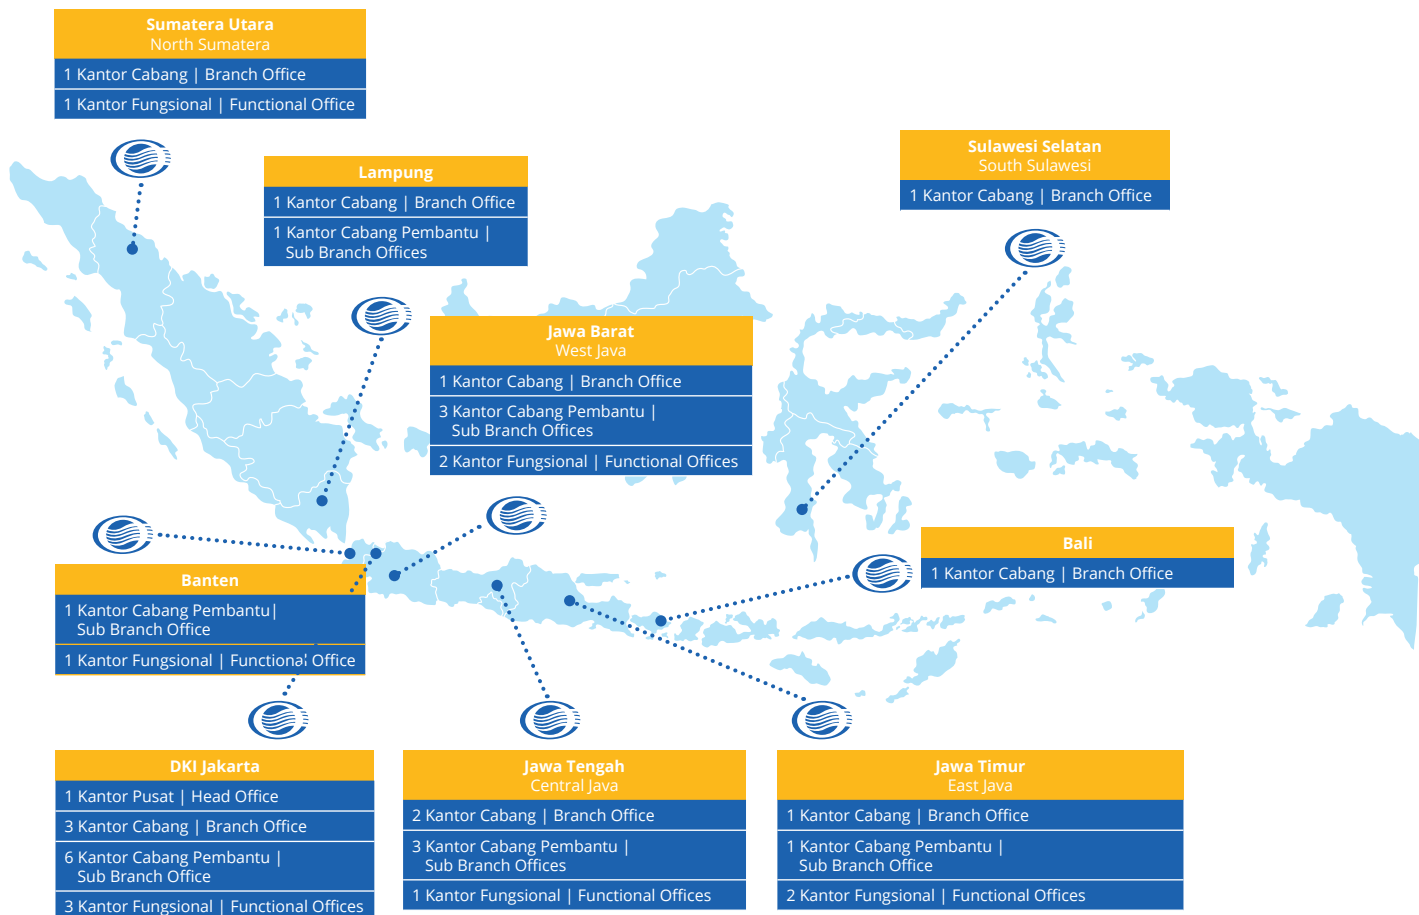 Sumatera Utara
North Sumatera
1 Kantor Cabang | Branch Office
1 Kantor Fungsional | Functional Office
Lampung
1 Kantor Cabang | Branch Office
1 Kantor Cabang Pembantu |
Sub Branch Offices
Sulawesi Selatan
South Sulawesi
1 Kantor Cabang | Branch Office
Jawa Barat
West Java
1 Kantor Cabang | Branch Office
3 Kantor Cabang Pembantu |
Sub Branch Offices
2 Kantor Fungsional | Functional Offices
Bali
1 Kantor Cabang | Branch Office
Banten
1 Kantor Cabang Pembantu|
Sub Branch Office
1 Kantor Fungsional | Functional Office
DKI Jakarta
1 Kantor Pusat | Head Office
3 Kantor Cabang | Branch Office
6 Kantor Cabang Pembantu |
Sub Branch Office
3 Kantor Fungsional | Functional Offices
Jawa Tengah
Central Java
2 Kantor Cabang | Branch Office
3 Kantor Cabang Pembantu |
Sub Branch Offices
1 Kantor Fungsional | Functional Offices
Jawa Timur
East Java
1 Kantor Cabang | Branch Office
1 Kantor Cabang Pembantu |
Sub Branch Office
2 Kantor Fungsional | Functional Offices